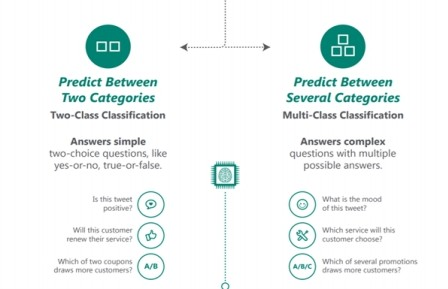 Predict Between
Two Categories
Two-Class Classification
Answers simple
two-choice questions, like
yes-or-no, true-or-false.
Is this tweet
positive?
Will this customer
renew their service?
Which of two coupons
draws more customers?
A/B
Predict Between
Several Categories
Multi-Class Classification
Answers complex
questions with multiple
possible answers.
What is the mood
of this tweet?
Which service will this
customer choose?
A/B/C
Which of several promotions
draws more customers?